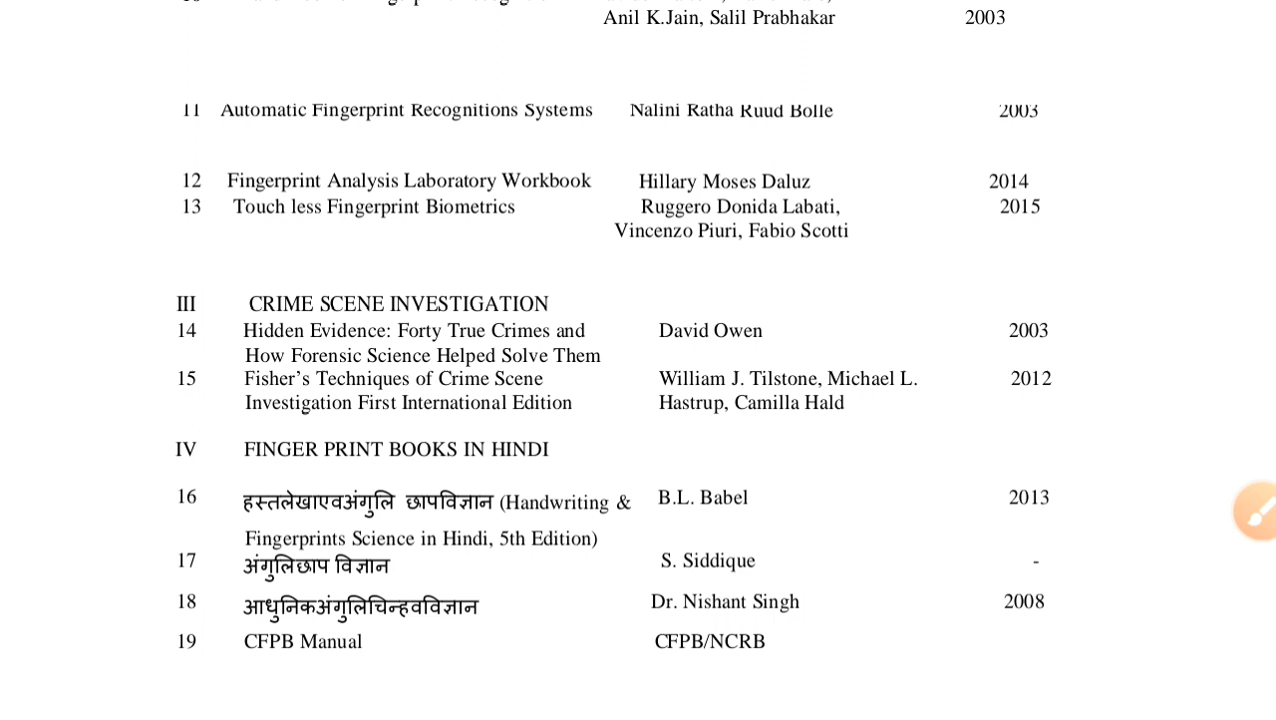 Anil K.Jain, Salil Prabhakar 2003
11 Automatic Fingerprint Recognitions Systems Nalini Ratha Ruud Bolle 2003
12 Fingerprint Analysis Laboratory Workbook Hillary Moses Daluz 2014
13 Touch less Fingerprint Biometrics Ruggero Donida Labati, 2015
Vincenzo Piuri, Fabio Scotti
III CRIME SCENE INVESTIGATION
14 Hidden Evidence: Forty True Crimes and David Owen 2003
How Forensic Science Helped Solve Them
15 Fisher’s Techniques of Crime Scene William J. Tilstone, Michael L. 2012
Investigation First International Edition Hastrup, Camilla Hald
IV FINGER PRINT BOOKS IN HINDI
16 हस्तलेखाएवअंगुलि छापविज्ञान (Handwriting & B.L. Babel 2013
Fingerprints Science in Hindi, 5th Edition)
17 अंगुलिछाप विज्ञान S. Siddique -
18 आधुनिकअंगुलिचिन्हवविज्ञान Dr. Nishant Singh 2008
19 CFPB Manual CFPB/NCRB